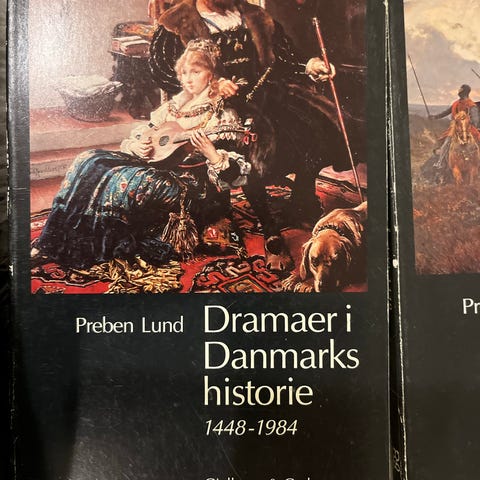 Preben Lund
Dramaer i
Danmarks
historie
1448-1984